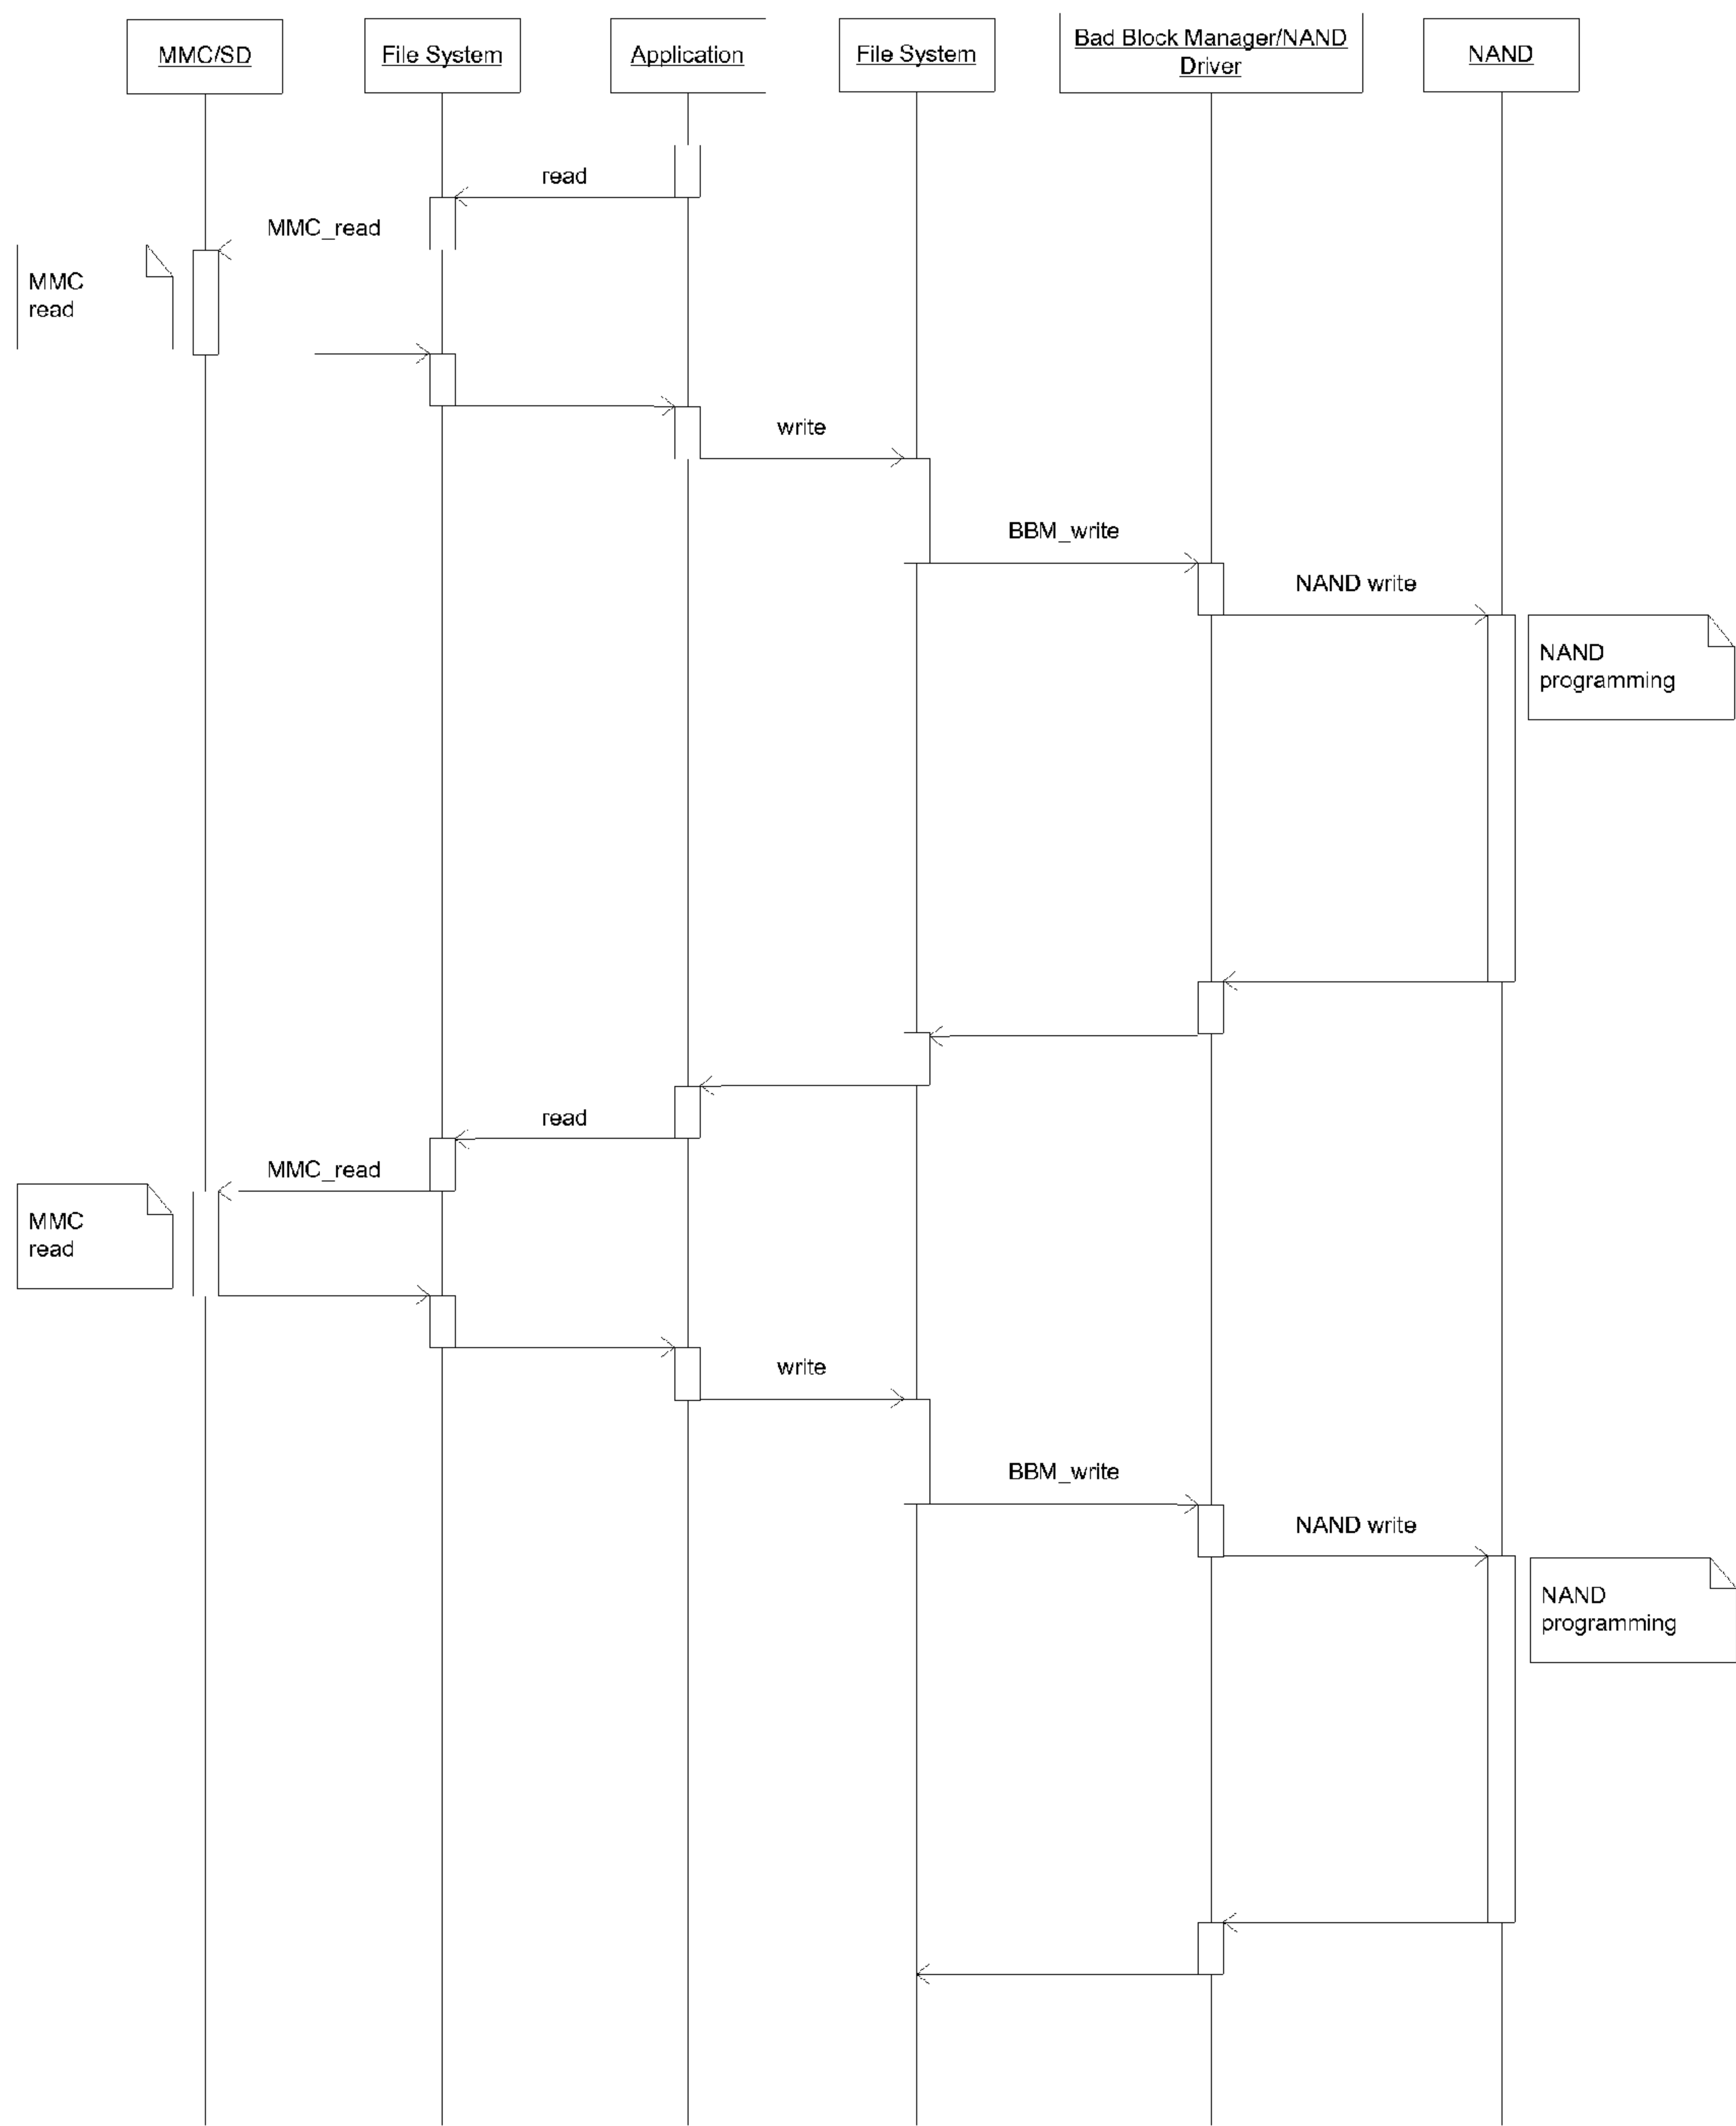 MMC/SD
File System
Application
File System
Bad Block Manager/NAND
Driver
NAND
read
MMC_read
MMC
read
write
BBM_write
NAND write
NAND
programming
read
MMC_read
MMC
read
write
BBM_write
NAND write
NAND
programming